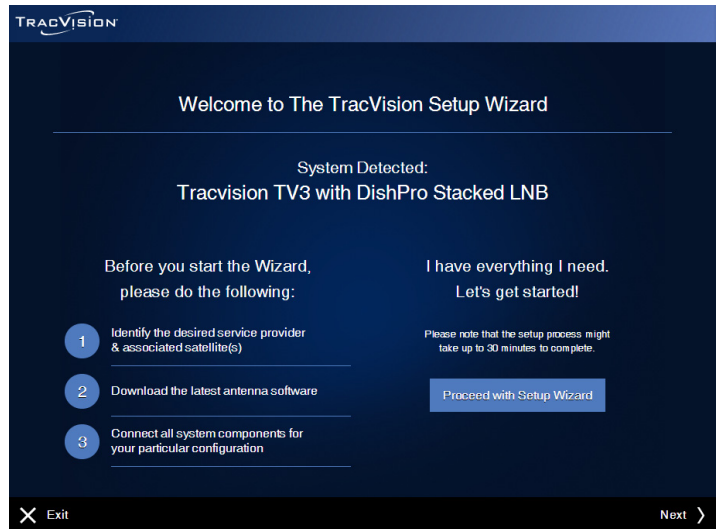 TRACVISION
Welcome to The TracVision Setup Wizard
System Detected:
Tracvision TV3 with DishPro Stacked LNB
Before you start the Wizard,
please do the following:
1
Identify the desired service provider
& associated satellite(s)
2
Download the latest antenna software
3
Connect all system components for
your particular configuration
I have everything I need.
Let's get started!
Please note that the setup process might
take up to 30 minutes to complete.
Proceed with Setup Wizard
Exit
Next